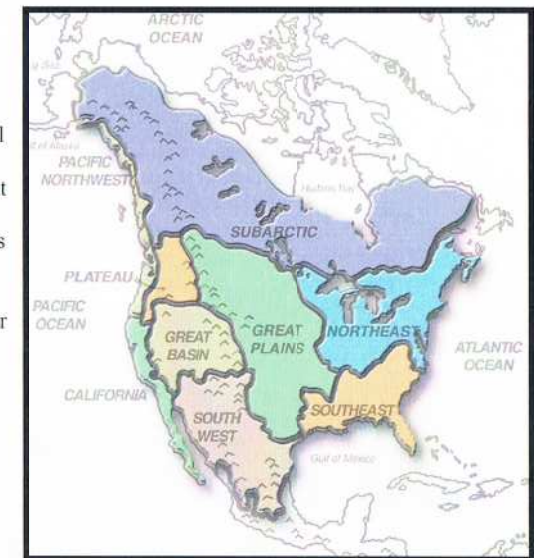 ARCTIC
OCEAN
Gulf of Alaska
PACIFIC
NORTHWEST
Hudson Bay
SUBARCTIC
PLATEAU
PACIFIC
OCEAN
GREAT
BASIN
GREAT
PLAINS
NORTHEAST
ATLANTIC
OCEAN
CALIFORNIA
SOUTH
WEST
SOUTHEAST
Gulf of Mexico